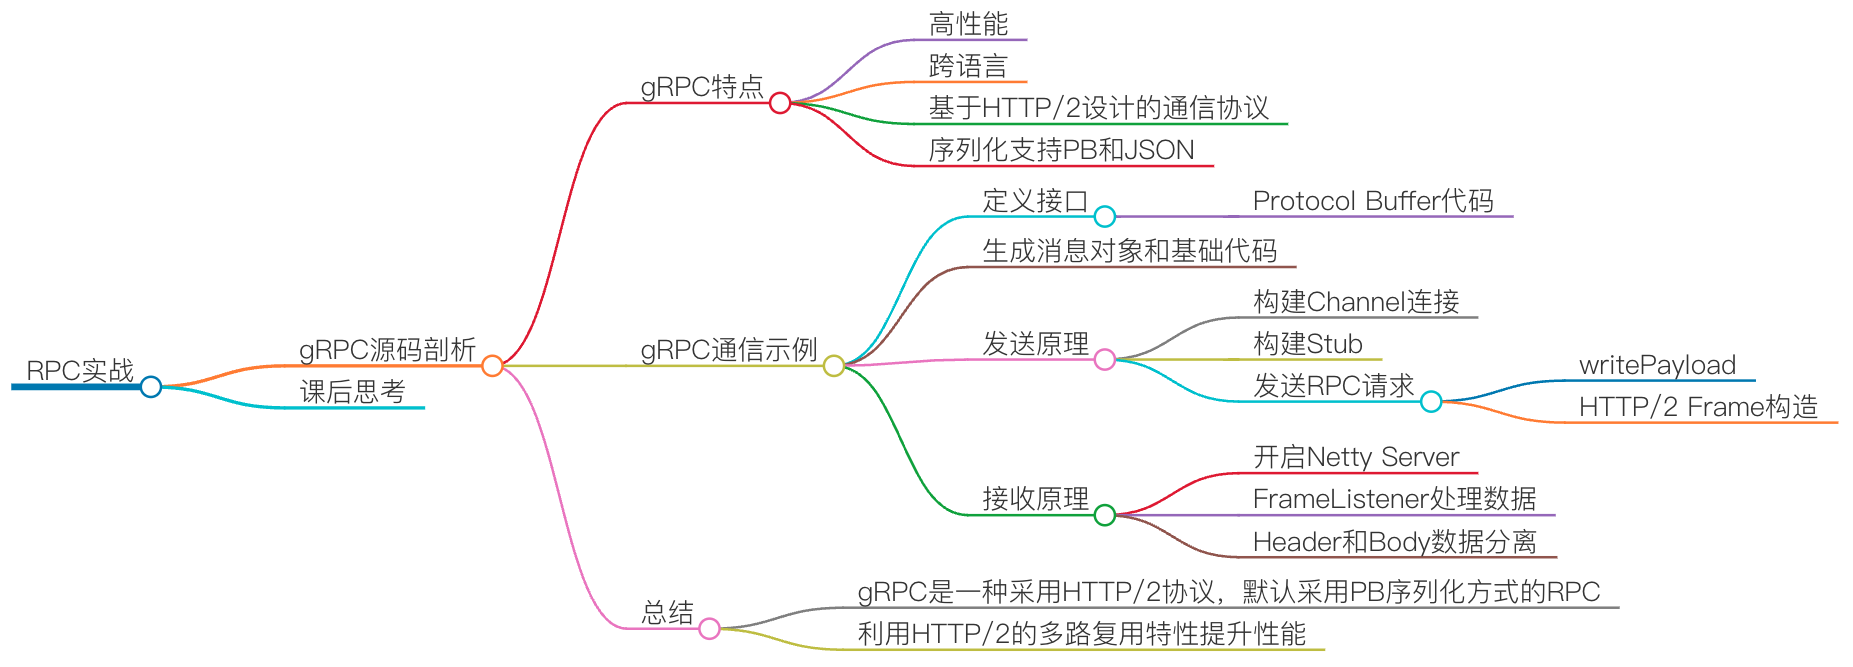 RPC实战
gRPC源码剖析
gRPC特点
高性能
跨语言
基于HTTP/2设计的通信协议
序列化支持PB和JSON
gRPC通信示例
定义接口
Protocol Buffer代码
生成消息对象和基础代码
发送原理
构建Channel连接
构建Stub
发送RPC请求
writePayload
HTTP/2 Frame构造
接收原理
开启Netty Server
FrameListener处理数据
Header和Body数据分离
总结
gRPC是一种采用HTTP/2协议，默认采用PB序列化方式的RPC
利用HTTP/2的多路复用特性提升性能
课后思考